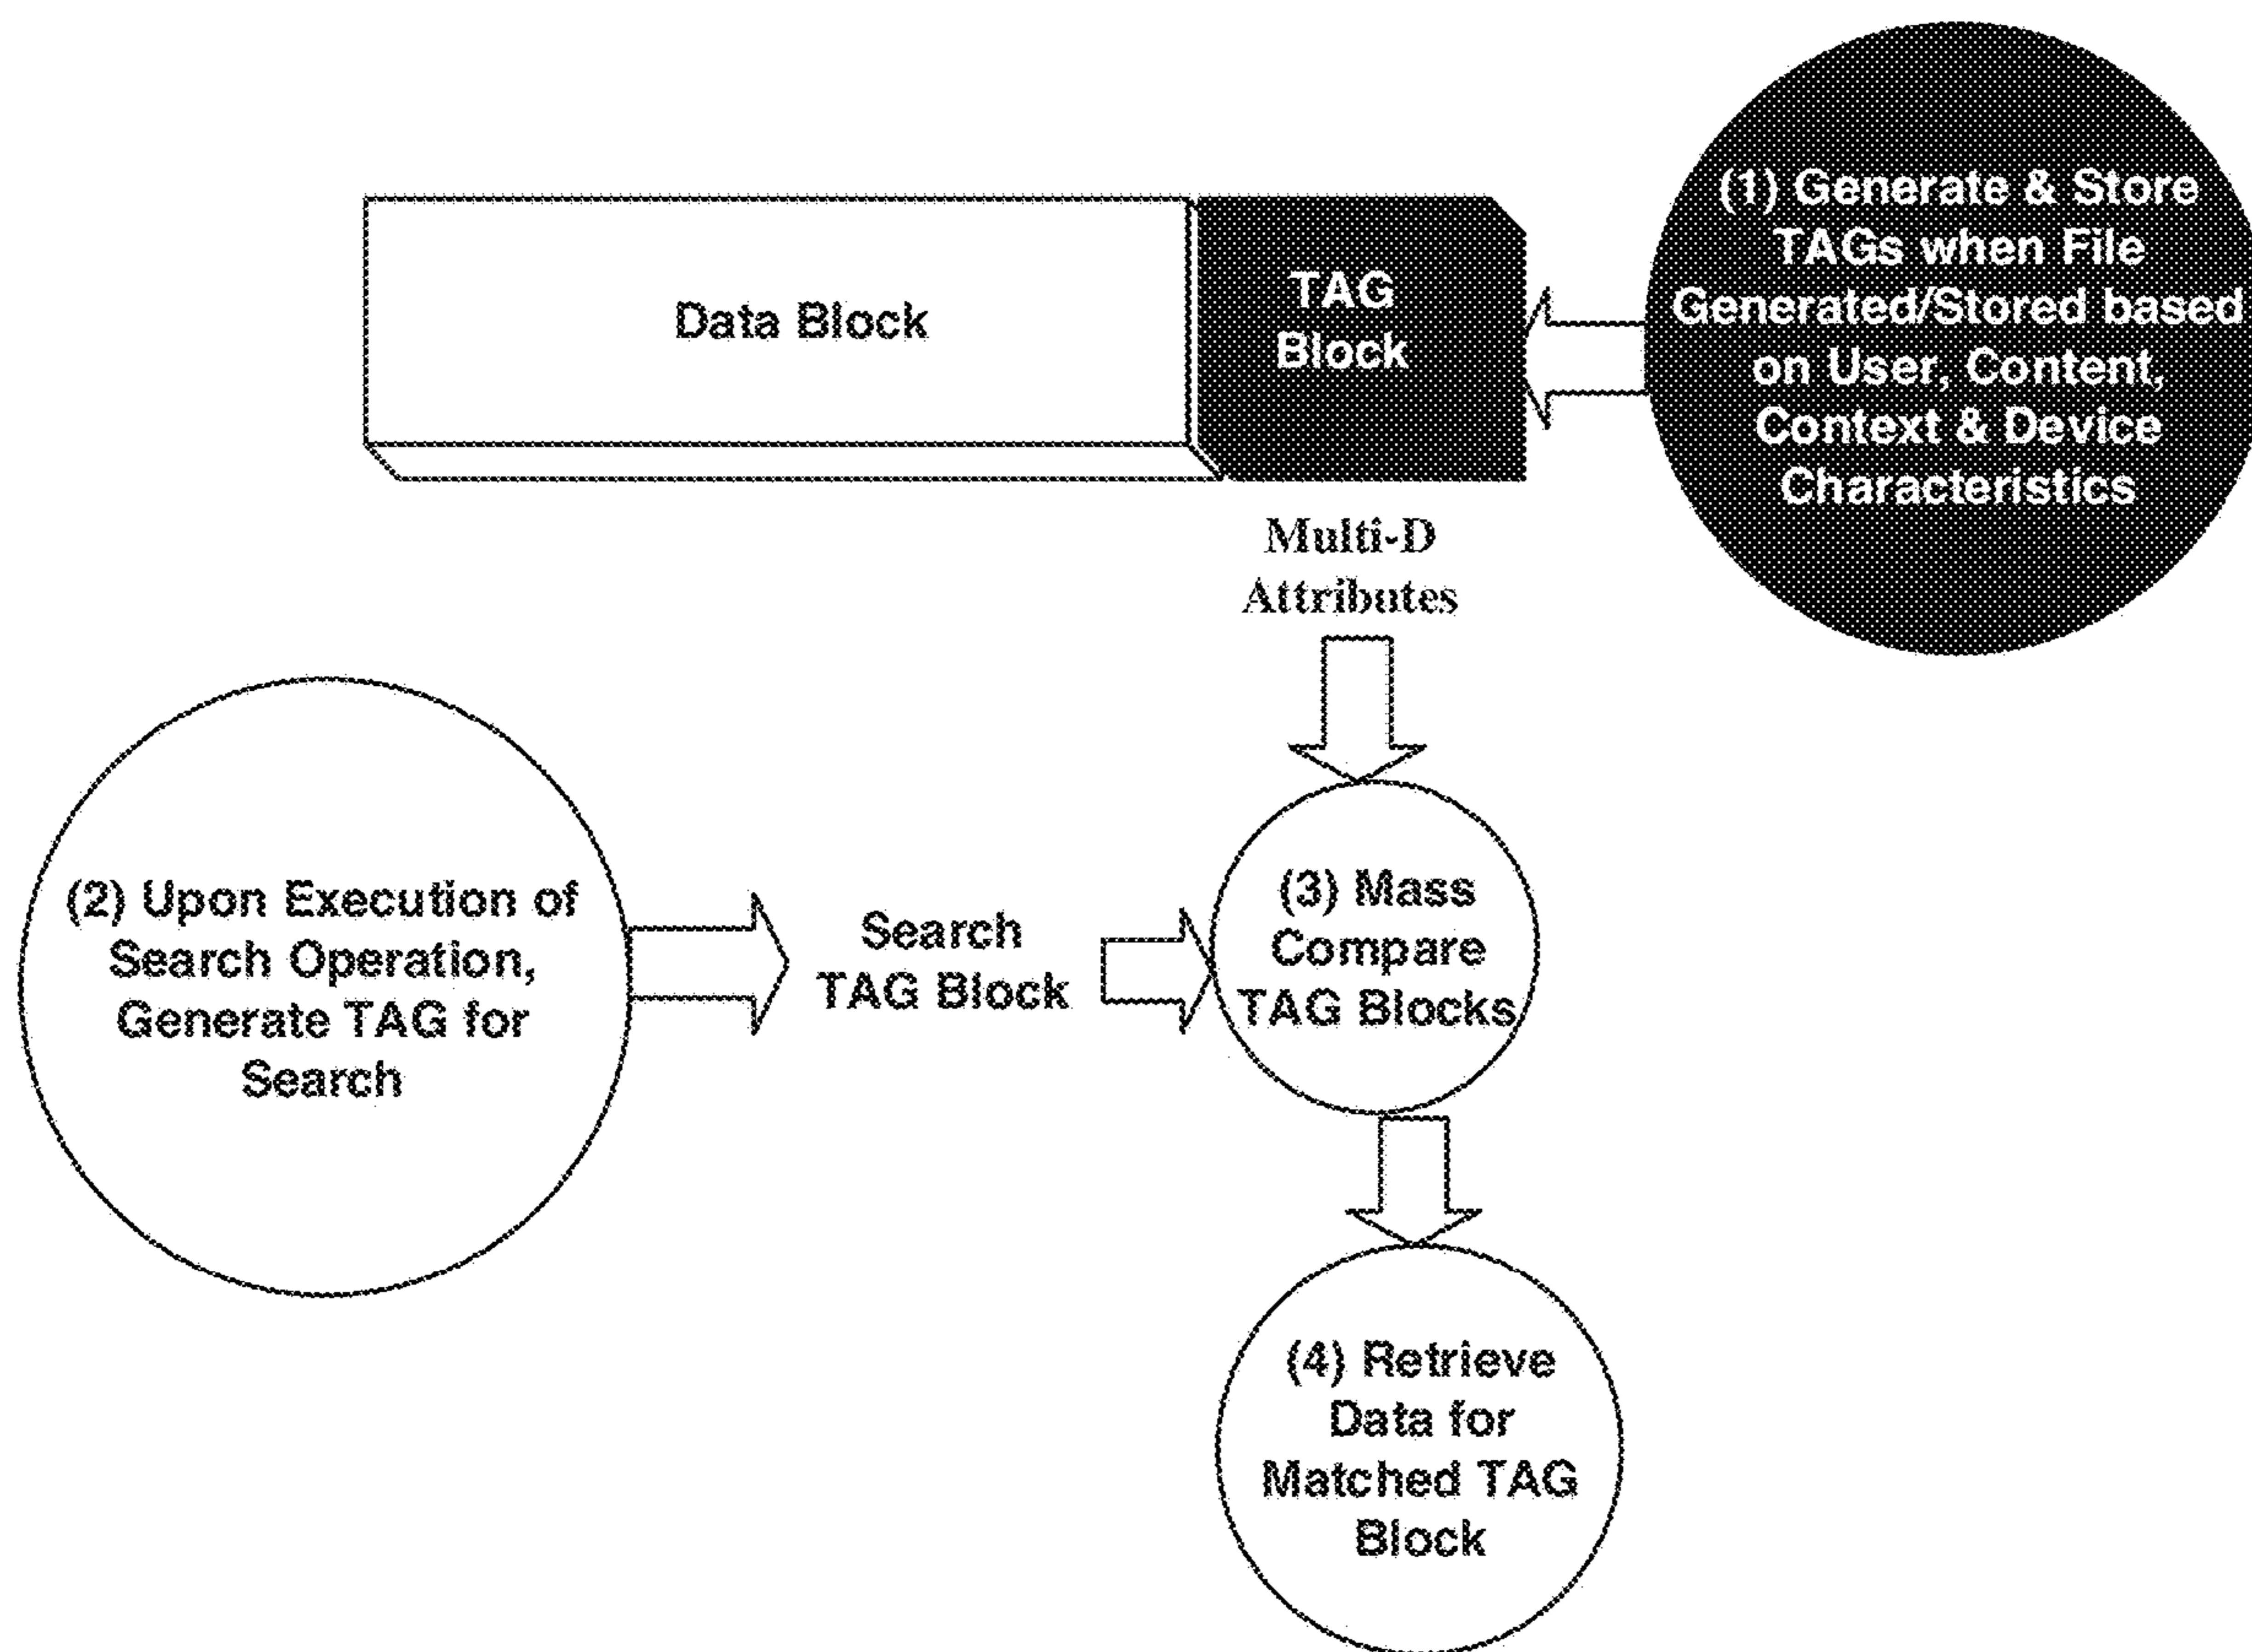 (1) Generate & Store
TAGs when File
Generated/Stored based
on User, Content,
Context & Device
Characteristics
Data Block
TAG
Block
Multi-D
Attributes
(2) Upon Execution of
Search Operation,
Generate TAG for
Search
Search
TAG Block
(3) Mass
Compare
TAG Blocks
(4) Retrieve
Data for
Matched TAG
Block